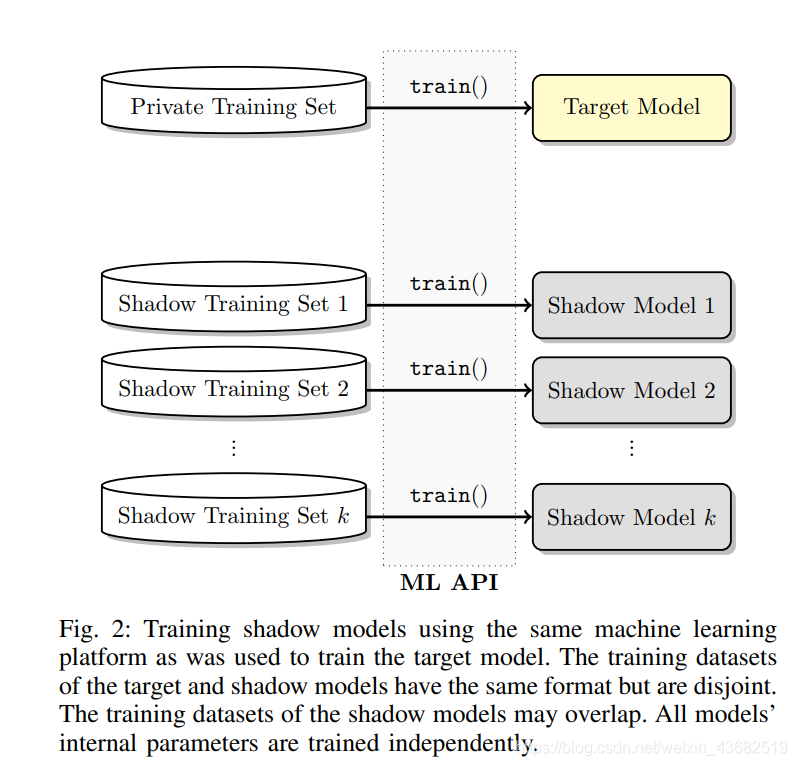 Private Training Set train() Target Model
Shadow Training Set 1 train() Shadow Model 1
Shadow Training Set 2 train() Shadow Model 2
⋮ ⋮
Shadow Training Set k train() Shadow Model k
ML API
Fig. 2: Training shadow models using the same machine learning
platform as was used to train the target model. The training datasets
of the target and shadow models have the same format but are disjoint.
The training datasets of the shadow models may overlap. All models’
internal parameters are trained independently.
https://blog.csdn.net/weixin_43682519